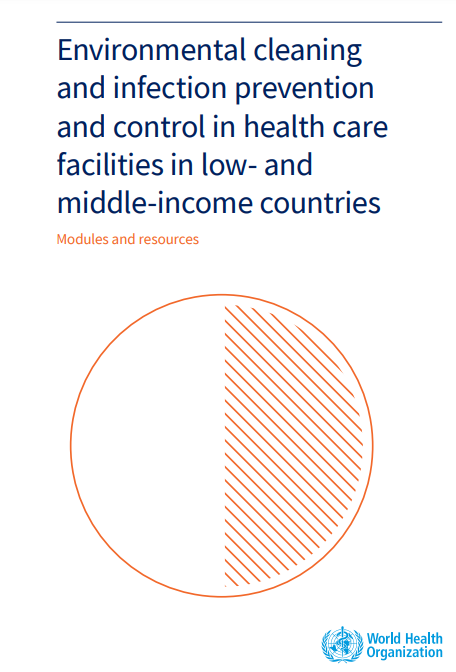 Environmental cleaning
and infection prevention
and control in health care
facilities in low- and
middle-income countries
Modules and resources
World Health
Organization